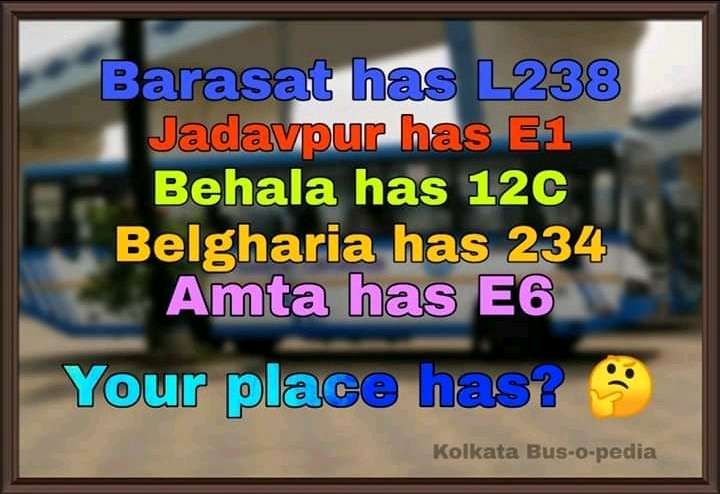 Barasat has L238
Jadavpur has E1
Behala has 12C
Belgharia has 234
Amta has E6
Your place has? 🤔
Kolkata Bus-o-pedia